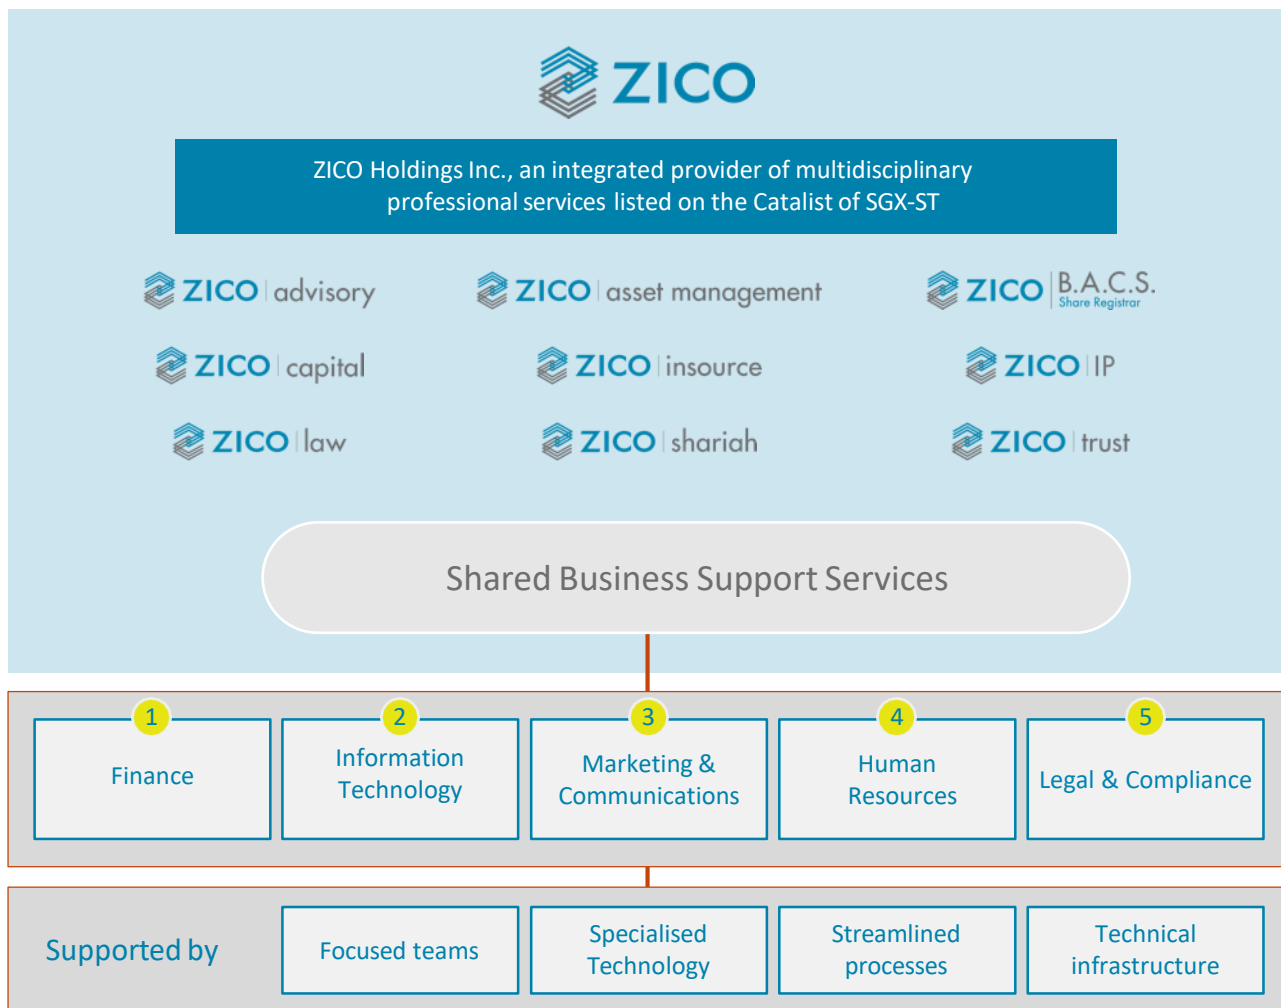 ZICO
ZICO Holdings Inc., an integrated provider of multidisciplinary
professional services listed on the Catalist of SGX-ST
ZICO | advisory
ZICO | asset management
ZICO | B.A.C.S.
Share Registrar
ZICO | capital
ZICO | insource
ZICO | IP
ZICO | law
ZICO | shariah
ZICO | trust
Shared Business Support Services
1
Finance
2
Information
Technology
3
Marketing &
Communications
4
Human
Resources
5
Legal & Compliance
Supported by
Focused teams
Specialised
Technology
Streamlined
processes
Technical
infrastructure